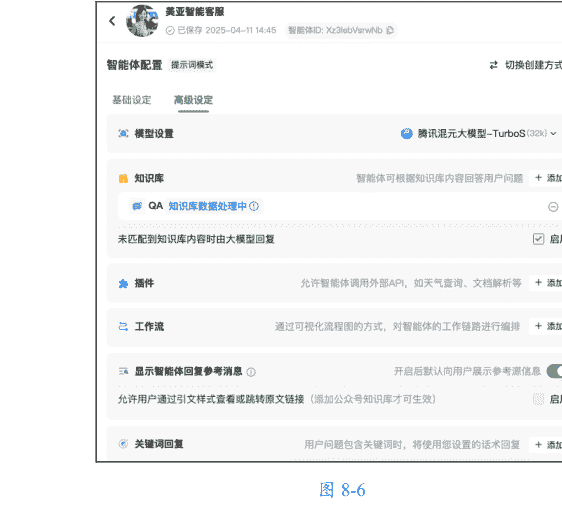 美亚智能客服
已保存 2025-04-11 14:45 智能体ID: Xz3IebVsrwNb
智能体配置 提示词模式 切换创建方式
基础设定 高级设定
模型设置 腾讯混元大模型-TurboS(32k)
知识库 智能体可根据知识库内容回答用户问题 + 添加
QA 知识库数据处理中
未匹配到知识库内容时由大模型回复 启
插件 允许智能体调用外部API，如天气查询、文档解析等 + 添加
工作流 通过可视化流程图的方式，对智能体的工作链路进行编排 + 添加
显示智能体回复参考消息 开启后默认向用户展示参考源信息
允许用户通过引文样式查看或跳转原文链接（添加公众号知识库才可生效） 启
关键词回复 用户问题包含关键词时，将使用您设置的话术回复 + 添加
图 8-6